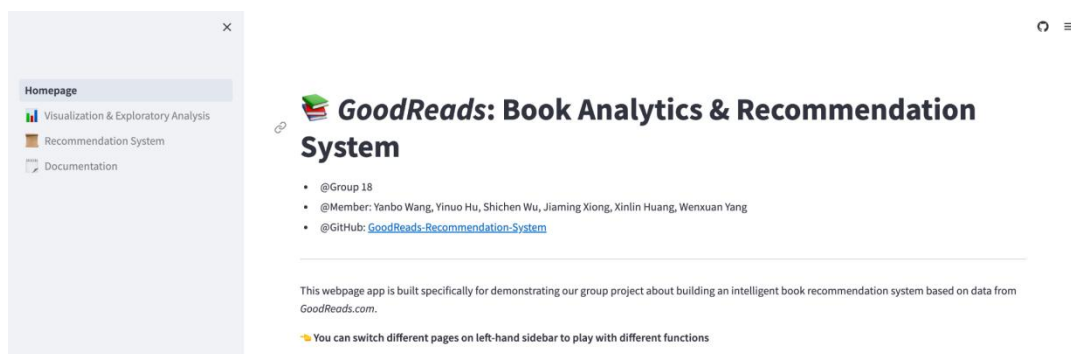 Homepage
Visualization & Exploratory Analysis
Recommendation System
Documentation
GoodReads: Book Analytics & Recommendation
System
@Group 18
@Member: Yanbo Wang, Yinuo Hu, Shichen Wu, Jiaming Xiong, Xinlin Huang, Wenxuan Yang
@GitHub: GoodReads-Recommendation-System
This webpage app is built specifically for demonstrating our group project about building an intelligent book recommendation system based on data from
GoodReads.com.
You can switch different pages on left-hand sidebar to play with different functions